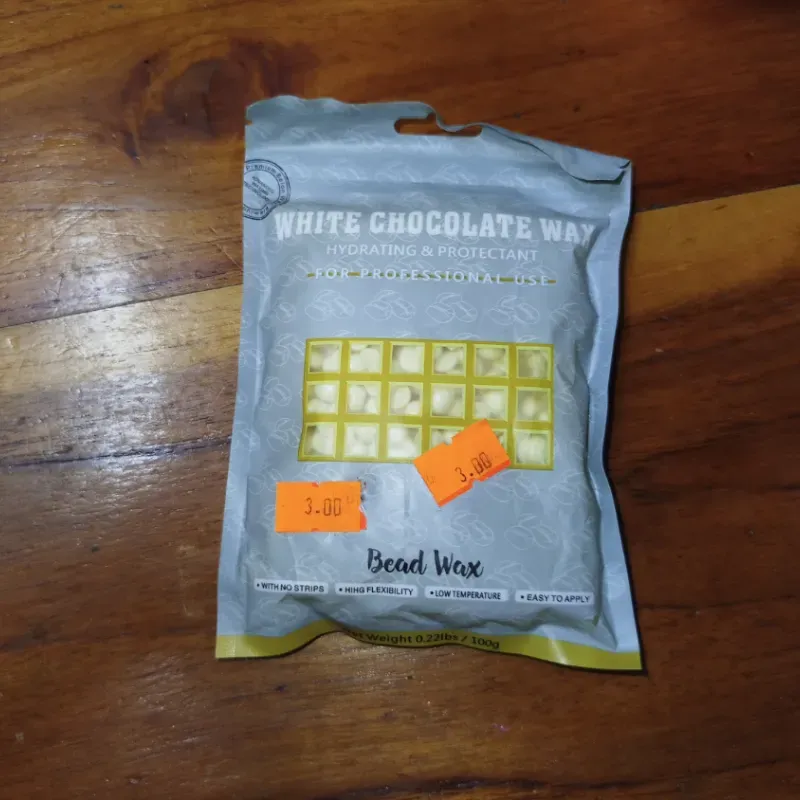 Premium
WHITE CHOCOLATE WAX
HYDRATING & PROTECTANT
FOR PROFESSIONAL USE
3.00
3.00
Bead Wax
• WITH NO STRIPS • HIHG FLEXIBILITY • LOW TEMPERATURE • EASY TO APPLY
Weight 0.22lbs / 100g